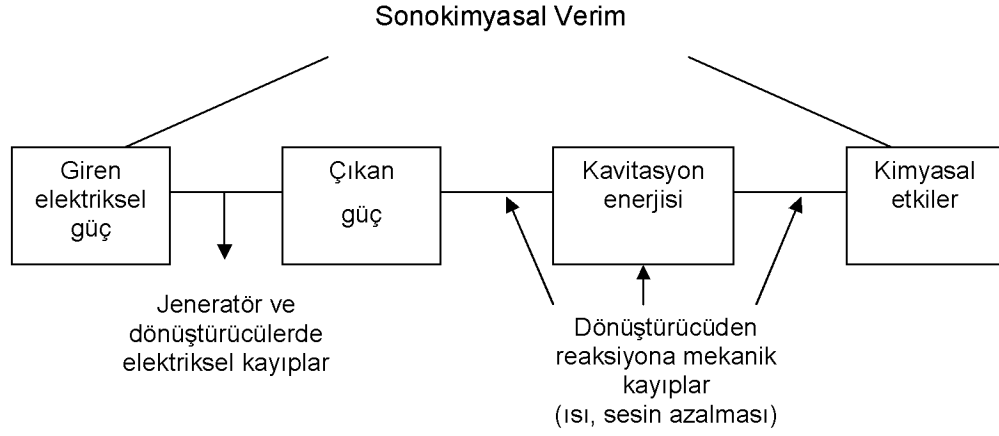 Sonokimyasal Verim
Giren
elektriksel
güç
Çıkan
güç
Kavitasyon
enerjisi
Kimyasal
etkiler
Jeneratör ve
dönüştürücülerde
elektriksel kayıplar
Dönüştürücüden
reaksiyona mekanik
kayıplar
(ısı, sesin azalması)